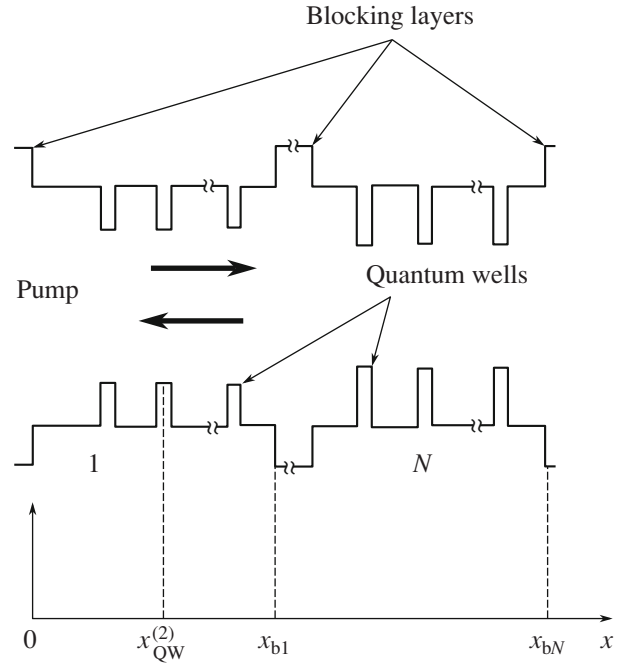 Blocking layers
Pump
Quantum wells
1
N
0
x_QW^(2)
x_b1
x_bN
x